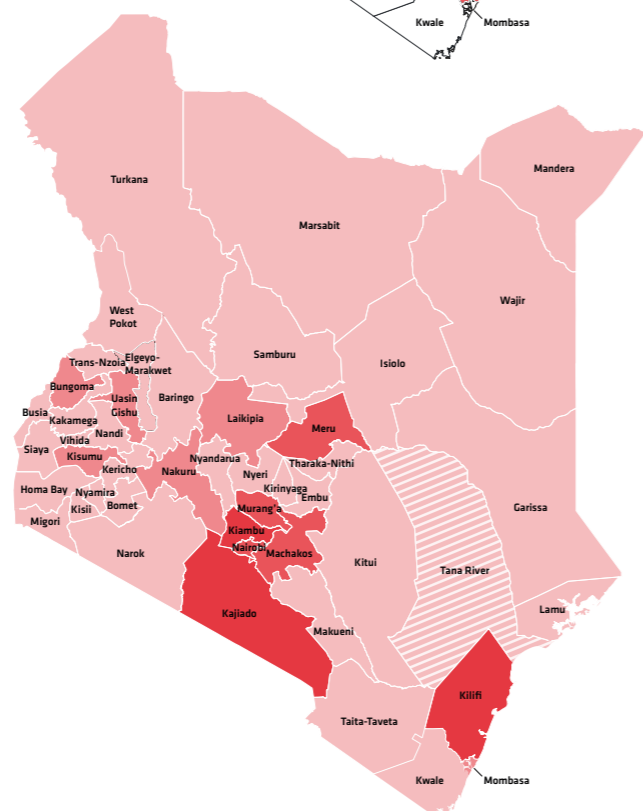 Kwale
Mombasa
Turkana
Mandera
Marsabit
Wajir
West
Pokot
Samburu
Isiolo
Trans-Nzoia
Elgeyo-
Marakwet
Bungoma
Uasin
Gishu
Baringo
Busia
Kakamega
Laikipia
Meru
Nandi
Vihida
Siaya
Kisumu
Kericho
Nyandarua
Tharaka-Nithi
Nakuru
Nyeri
Kirinyaga
Embu
Homa Bay
Nyamira
Kisii
Bomet
Murang'a
Garissa
Migori
Kiambu
Nairobi
Machakos
Narok
Kitui
Tana River
Lamu
Kajiado
Makueni
Kilifi
Taita-Taveta
Kwale
Mombasa